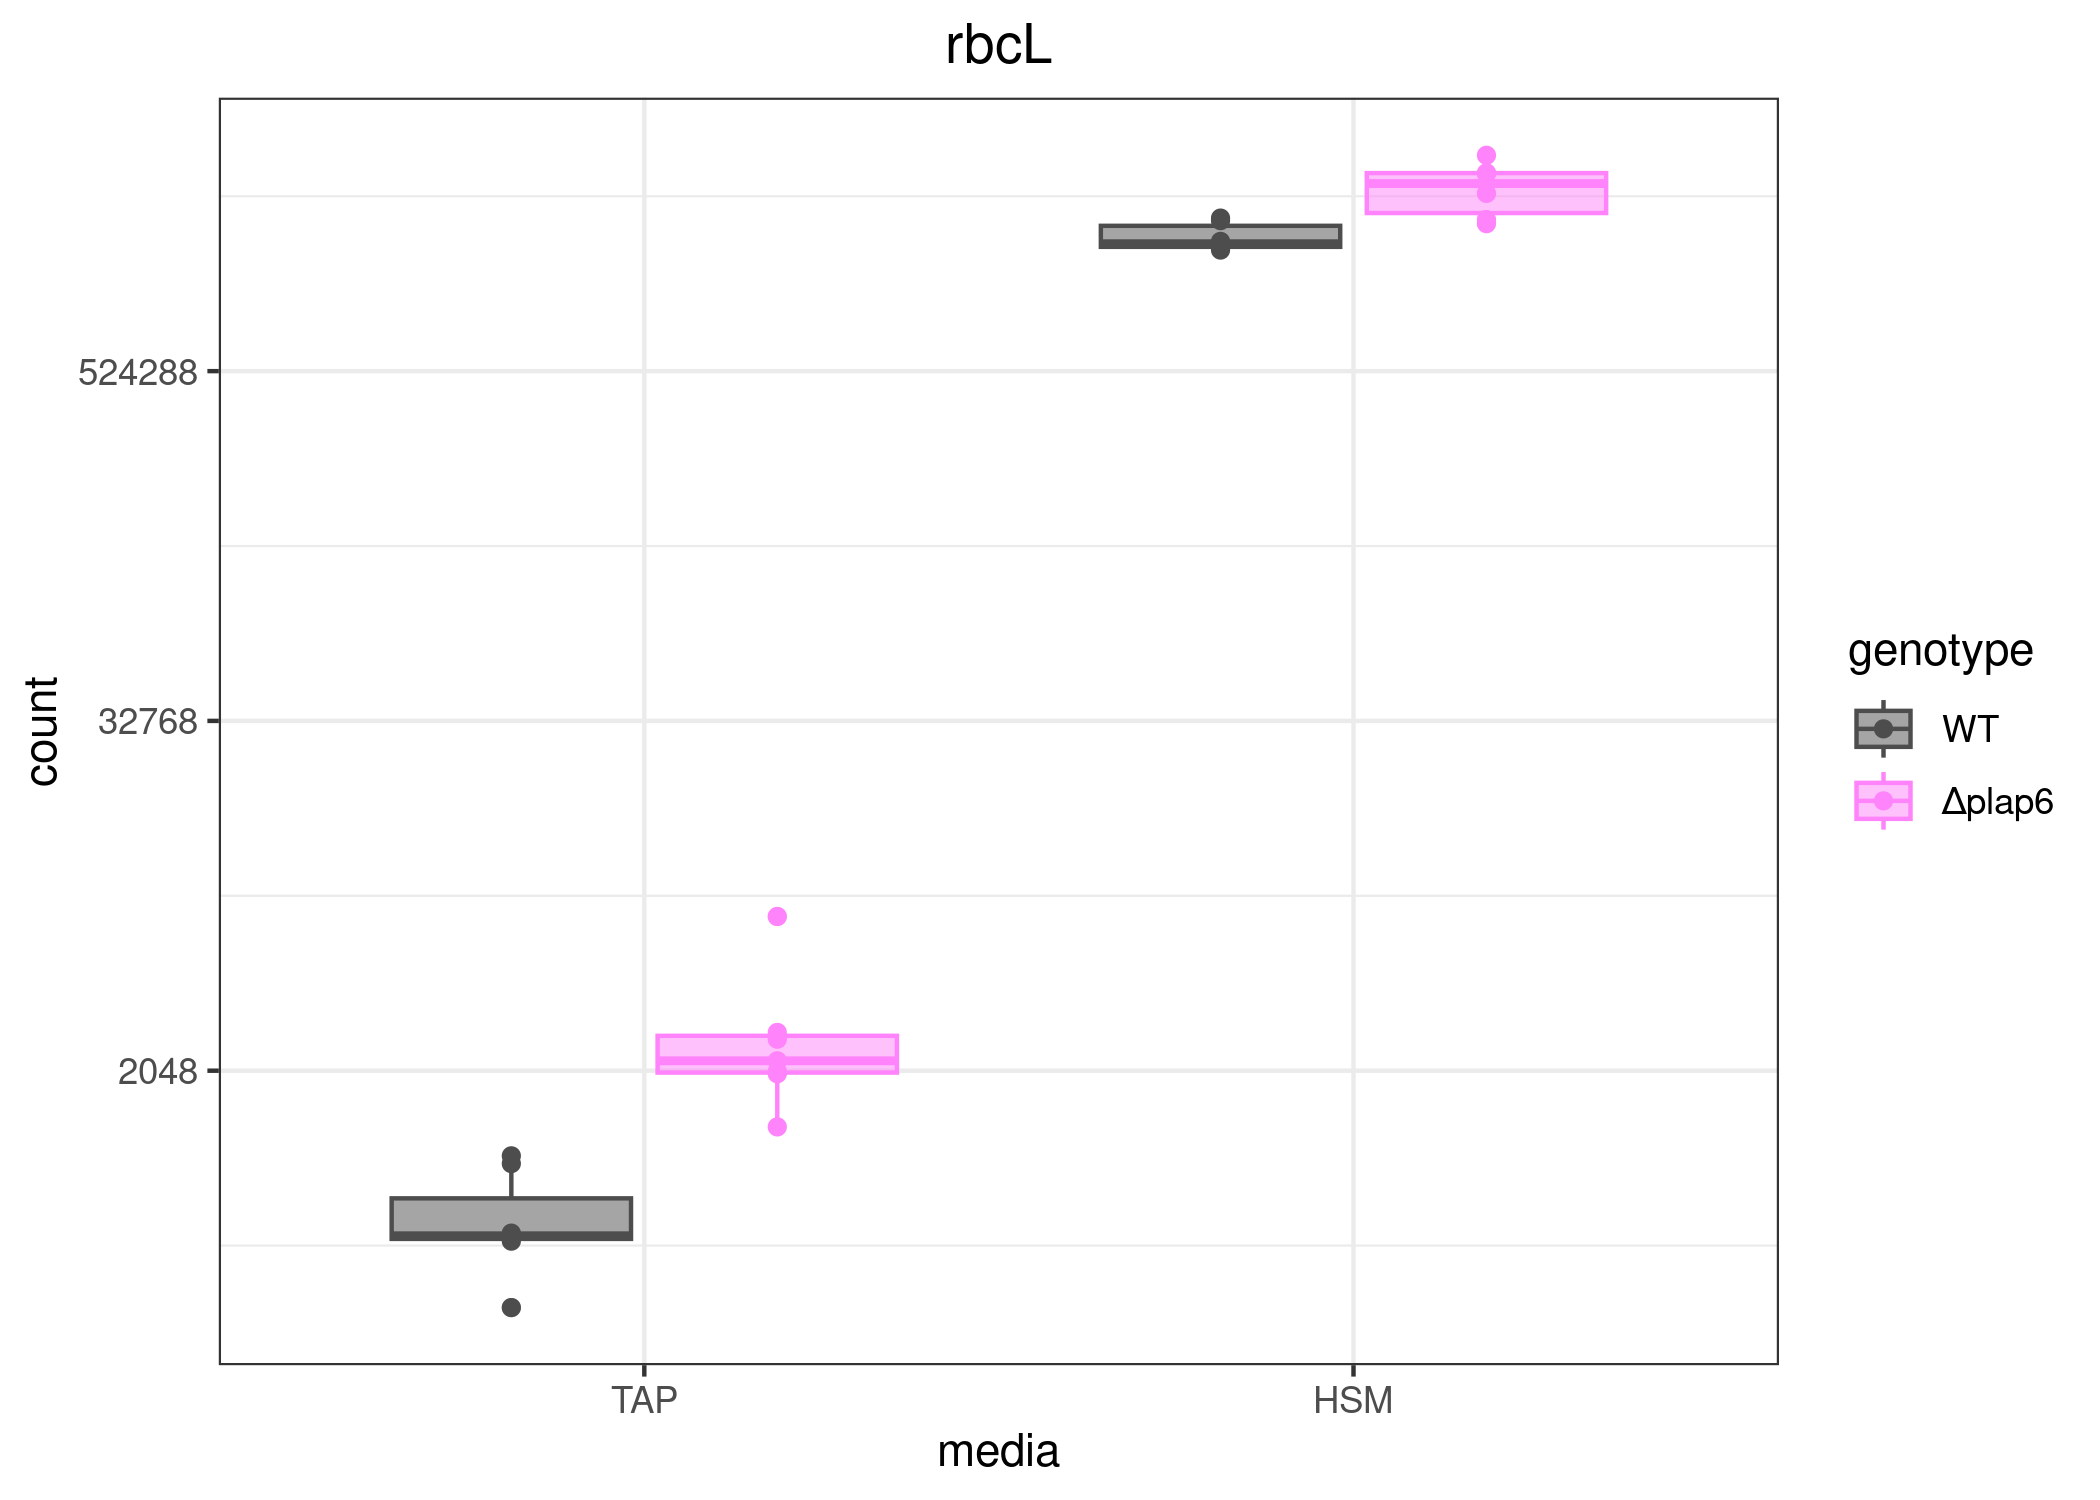 rbcL
count
524288
32768
2048
TAP
HSM
media
genotype
WT
Δplap6